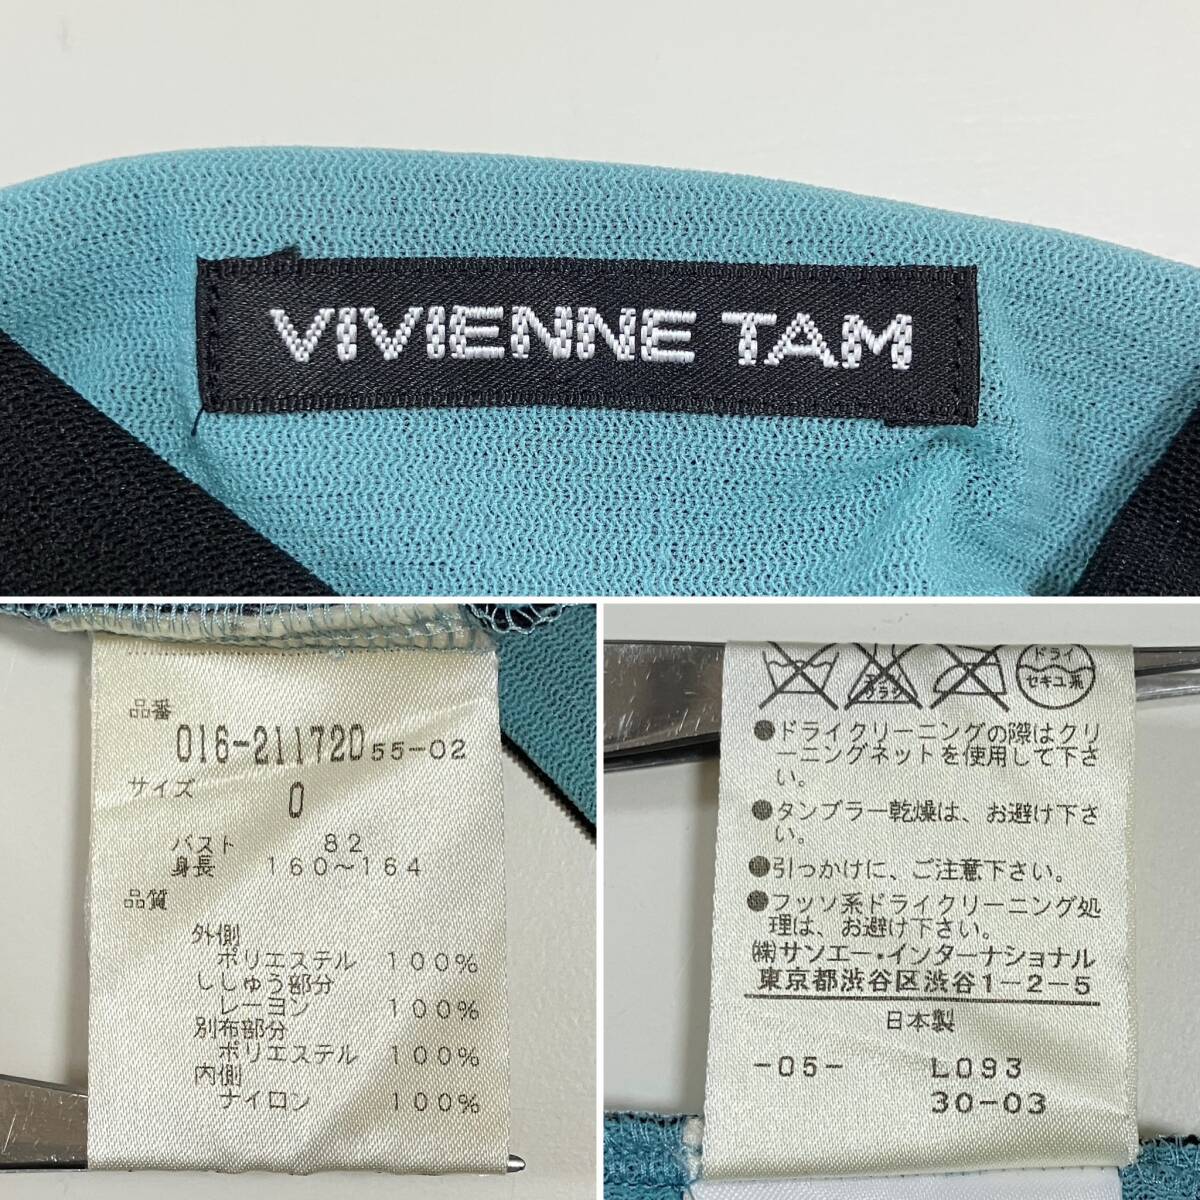 VIVIENNE TAM
品番
016-211720 55-02
サイズ
0
バスト 82
身長 160~164
品質
外側
ポリエステル 100%
ししゅう部分
レーヨン 100%
別布部分
ポリエステル 100%
内側
ナイロン 100%
ドライ
セキユ系
●ドライクリーニングの際はクリ
ーニングネットを使用して下さ
い。
●タンブラー乾燥は、お避け下さ
い。
●引っかけに、ご注意下さい。
●フッソ系ドライクリーニング処
理は、お避け下さい。
㈱サンエー・インターナショナル
東京都渋谷区渋谷1-2-5
日本製
-05- L093
30-03